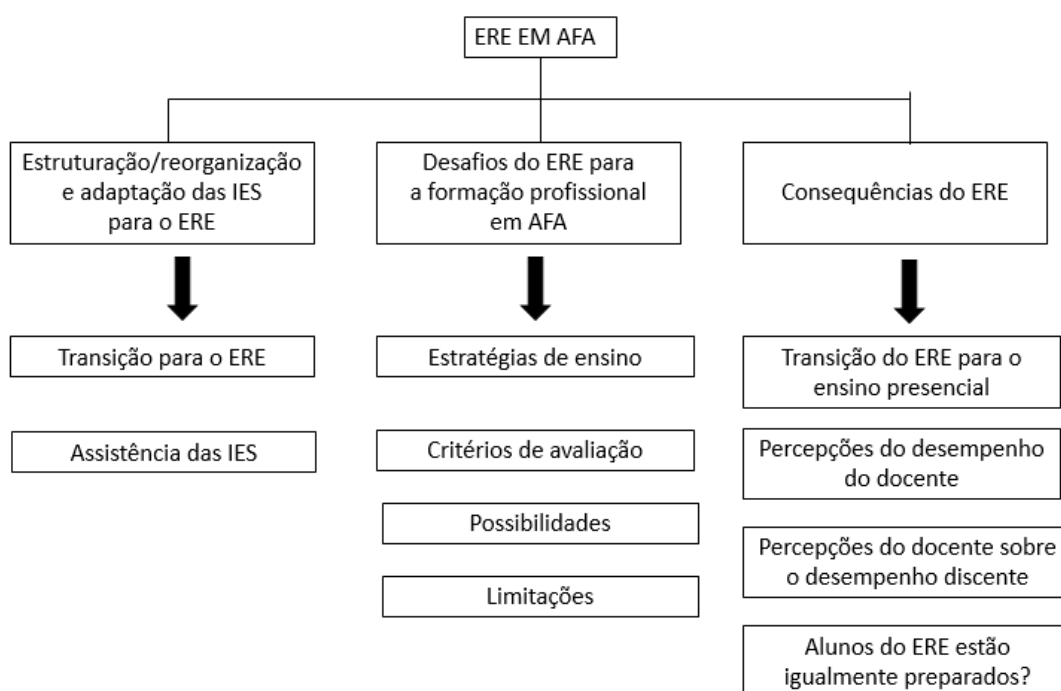 ERE EM AFA
Estruturação/reorganização
e adaptação das IES
para o ERE
Desafios do ERE para
a formação profissional
em AFA
Consequências do ERE
Transição para o ERE
Assistência das IES
Estratégias de ensino
Critérios de avaliação
Possibilidades
Limitações
Transição do ERE para o
ensino presencial
Percepções do desempenho
do docente
Percepções do docente sobre
o desempenho discente
Alunos do ERE estão
igualmente preparados?